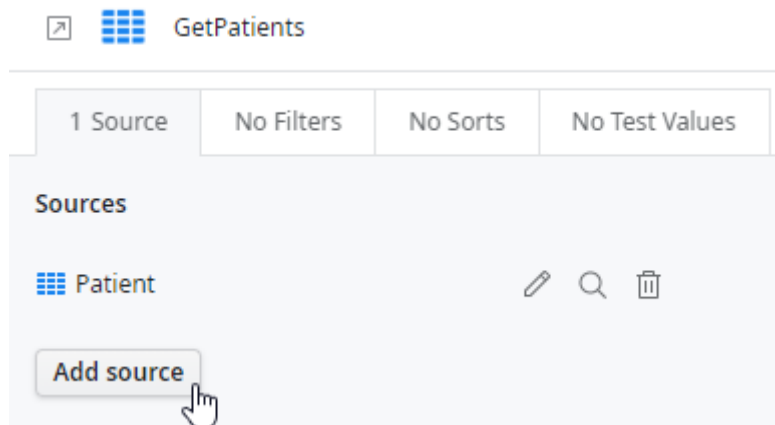 GetPatients
1 Source No Filters No Sorts No Test Values
Sources
Patient
Add source